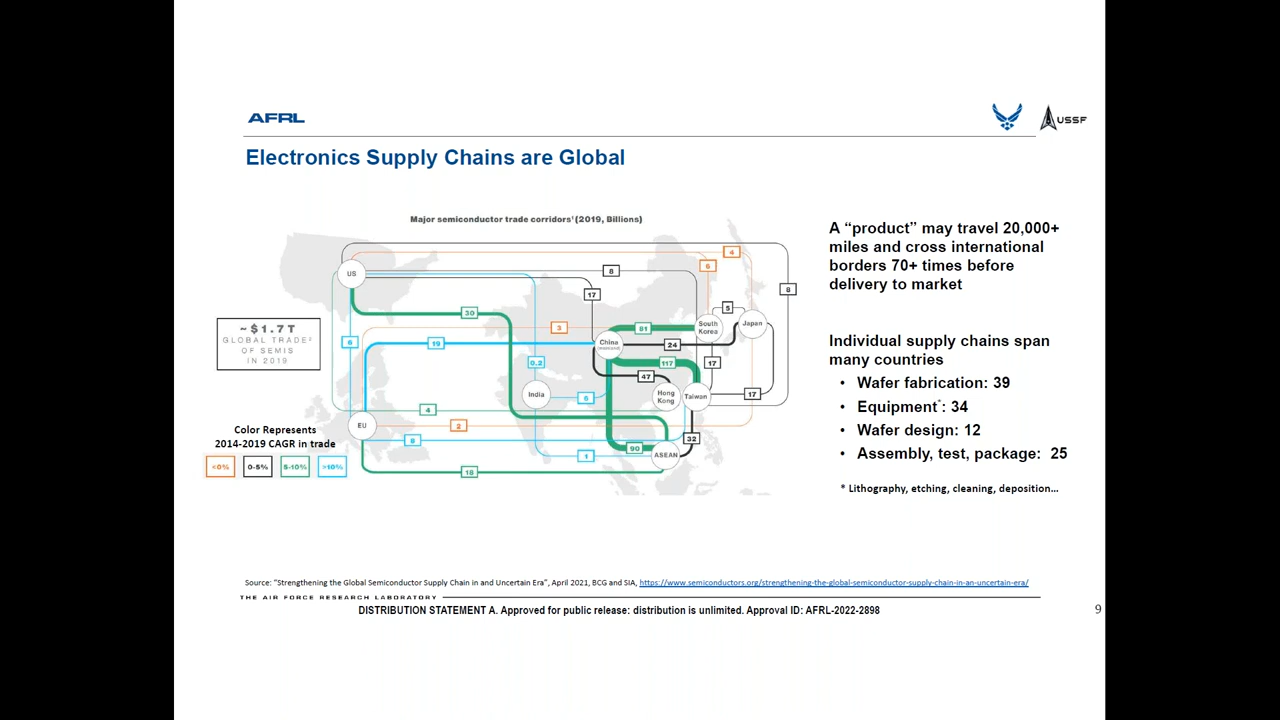 AFRL
USSF
Electronics Supply Chains are Global
Major semiconductor trade corridors¹ (2019, Billions)
~$1.7T
GLOBAL TRADE²
OF SEMIS
IN 2019
Color Represents
2014-2019 CAGR in trade
<0%
0-5%
5-10%
>10%
US
EU
India
China
South
Korea
Japan
Hong
Kong
Taiwan
ASEAN
4
6
8
17
8
5
30
3
81
6
19
24
0.2
117
17
47
6
17
4
2
8
32
90
1
18
A “product” may travel 20,000+
miles and cross international
borders 70+ times before
delivery to market
Individual supply chains span
many countries
• Wafer fabrication: 39
• Equipment*: 34
• Wafer design: 12
• Assembly, test, package: 25
* Lithography, etching, cleaning, deposition…
Source: “Strengthening the Global Semiconductor Supply Chain in and Uncertain Era”, April 2021, BCG and SIA, https://www.semiconductors.org/strengthening-the-global-semiconductor-supply-chain-in-an-uncertain-era/
THE AIR FORCE RESEARCH LABORATORY
DISTRIBUTION STATEMENT A. Approved for public release: distribution is unlimited. Approval ID: AFRL-2022-2898
9